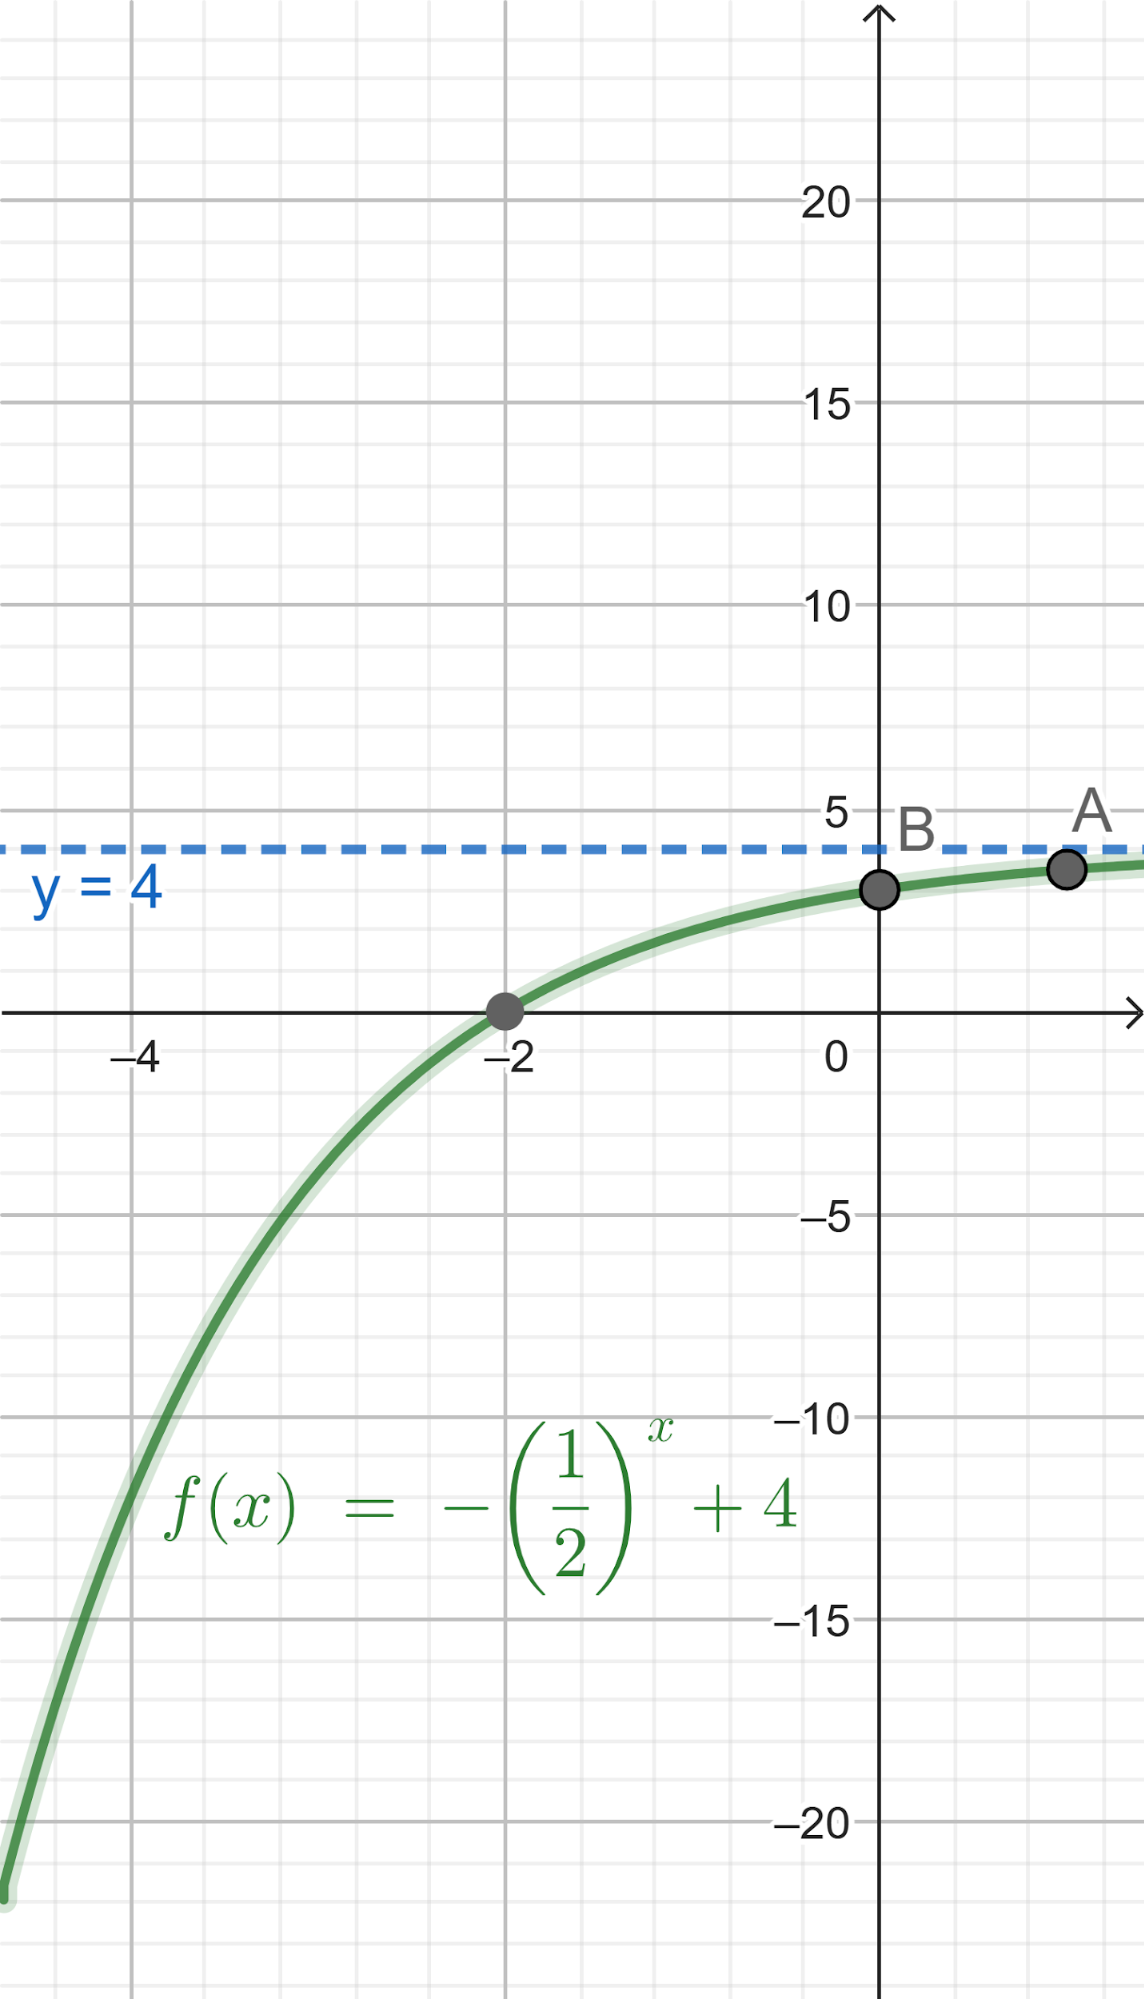 20
15
10
5
B
A
y = 4
–4
–2
0
–5
–10
f(x) = −(1/2)^x + 4
–15
–20